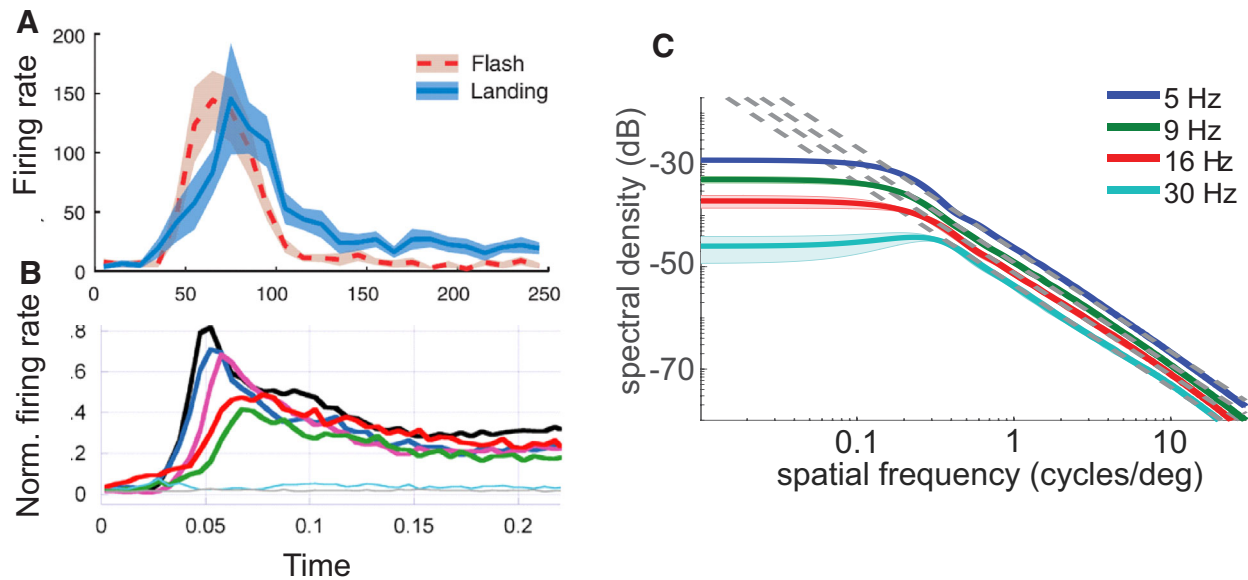 A
200
150
100
50
0
Firing rate
Flash
Landing
0 50 100 150 200 250
B
.8
.6
.4
.2
0
Norm. firing rate
0 0.05 0.1 0.15 0.2
Time
C
5 Hz
9 Hz
16 Hz
30 Hz
-30
-50
-70
spectral density (dB)
0.1 1 10
spatial frequency (cycles/deg)